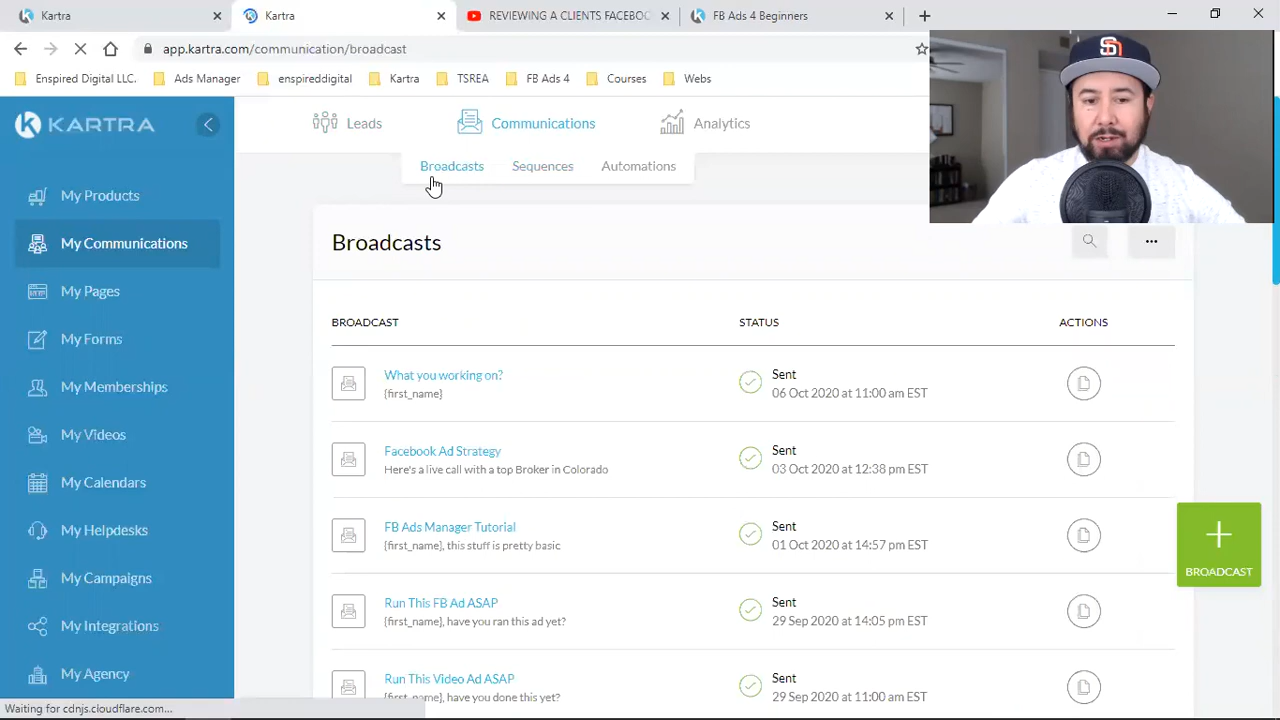 Kartra
Kartra
REVIEWING A CLIENTS FACEBO
FB Ads 4 Beginners
app.kartra.com/communication/broadcast
Enspired Digital LLC.
Ads Manager
enspireddigital
Kartra
TSREA
FB Ads 4
Courses
Webs
KARTRA
Leads
Communications
Analytics
Broadcasts
Sequences
Automations
My Products
My Communications
My Pages
My Forms
My Memberships
My Videos
My Calendars
My Helpdesks
My Campaigns
My Integrations
My Agency
Broadcasts
BROADCAST
STATUS
ACTIONS
What you working on?
{first_name}
Sent
06 Oct 2020 at 11:00 am EST
Facebook Ad Strategy
Here's a live call with a top Broker in Colorado
Sent
03 Oct 2020 at 12:38 pm EST
FB Ads Manager Tutorial
{first_name}, this stuff is pretty basic
Sent
01 Oct 2020 at 14:57 pm EST
Run This FB Ad ASAP
{first_name}, have you ran this ad yet?
Sent
29 Sep 2020 at 14:05 pm EST
Run This Video Ad ASAP
{first_name}, have you done this yet?
Sent
29 Sep 2020 at 11:00 am EST
BROADCAST
Waiting for cdnjs.cloudflare.com...
SD